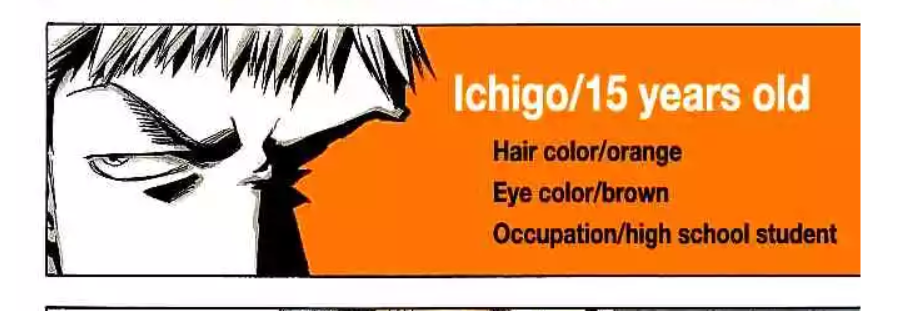 Ichigo/15 years old
Hair color/orange
Eye color/brown
Occupation/high school student